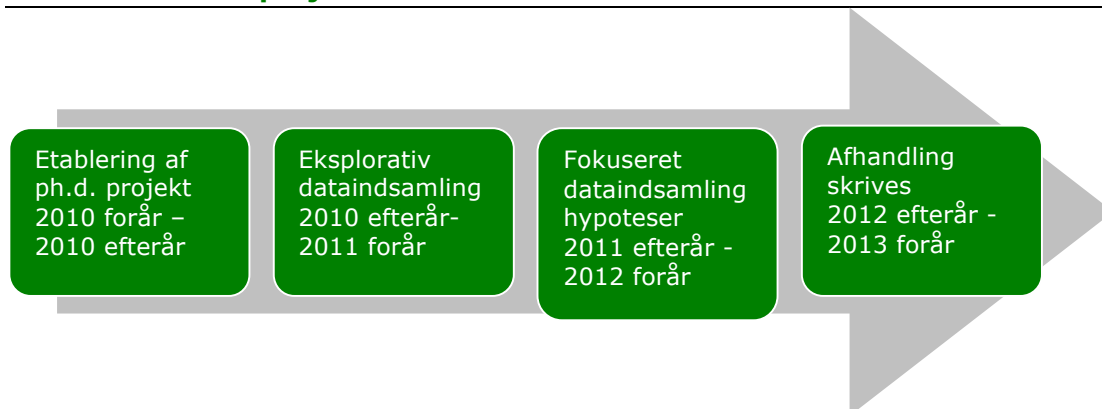 Etablering af
ph.d. projekt
2010 forår –
2010 efterår
Eksplorativ
dataindsamling
2010 efterår-
2011 forår
Fokuseret
dataindsamling
hypoteser
2011 efterår -
2012 forår
Afhandling
skrives
2012 efterår -
2013 forår